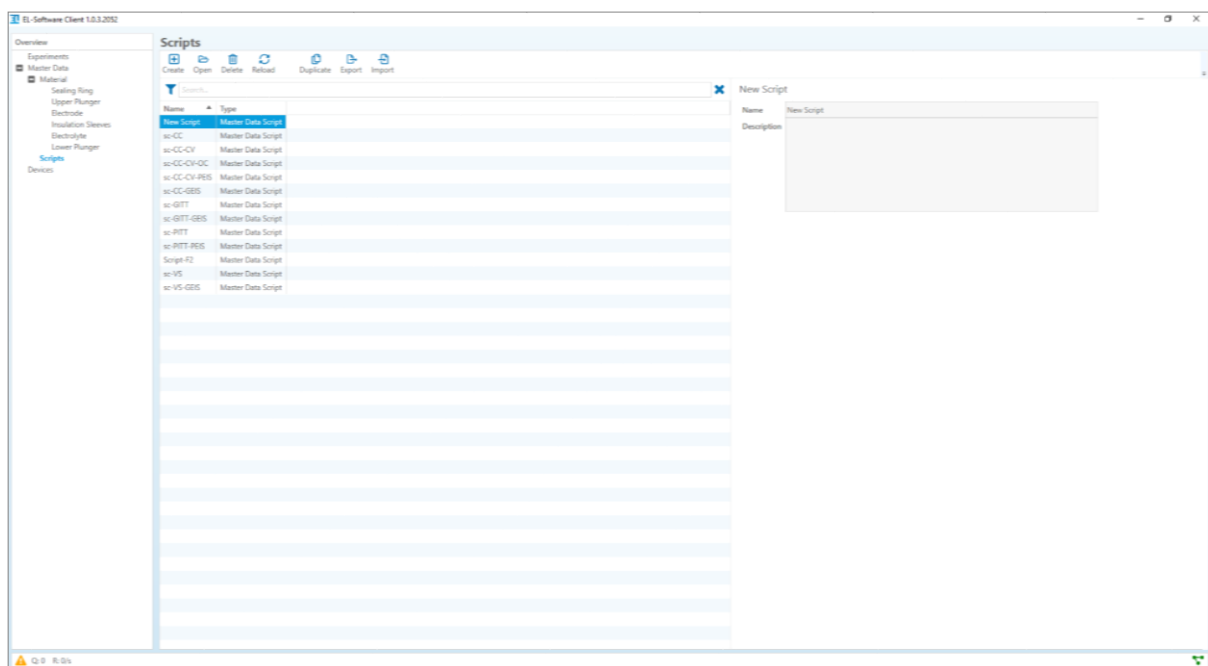 EL-Software Client 1.0.3.2052
Overview
Experiments
Master Data
Material
Sealing Ring
Upper Plunger
Electrode
Insulation Sleeves
Electrolyte
Lower Plunger
Scripts
Devices
Scripts
Create Open Delete Reload Duplicate Export Import
Search...
Name Type
New Script Master Data Script
sc-CC Master Data Script
sc-CC-CV Master Data Script
sc-CC-CV-OC Master Data Script
sc-CC-CV-PEIS Master Data Script
sc-CC-GEIS Master Data Script
sc-GITT Master Data Script
sc-GITT-GEIS Master Data Script
sc-PITT Master Data Script
sc-PITT-PEIS Master Data Script
Script-F2 Master Data Script
sc-VS Master Data Script
sc-VS-GEIS Master Data Script
New Script
Name New Script
Description
Q: 0 R: 0/s